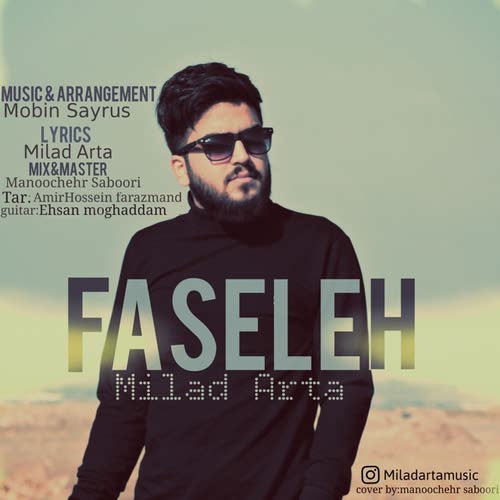 MUSIC & ARRANGEMENT
Mobin Sayrus
LYRICS
Milad Arta
MIX&MASTER
Manoochehr Saboori
Tar. AmirHossein farazmand
guitar:Ehsan moghaddam
FASELEH
Milad Arta
Miladartamusic
cover by:manoochehr saboori